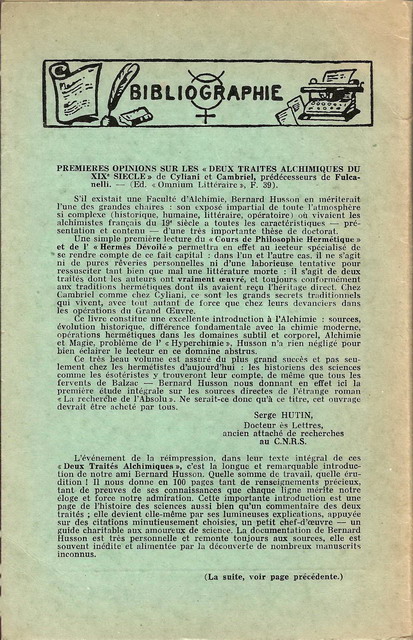 BIBLIOGRAPHIE
PREMIERES OPINIONS SUR LES « DEUX TRAITES ALCHIMIQUES DU
XIXe SIECLE » de Cyliani et Cambriel, prédécesseurs de Fulca-
nelli. — (Ed. « Omnium Littéraire », F. 39).
S'il existait une Faculté d'Alchimie, Bernard Husson en mériterait
l'une des grandes chaires : son exposé impartial de toute l'atmosphère
si complexe (historique, humaine, littéraire, opératoire) où vivaient les
alchimistes français du 19e siècle a toutes les caractéristiques — pré-
sentation et contenu — d'une très importante thèse de doctorat.
Une simple première lecture du « Cours de Philosophie Hermétique »
et de l' « Hermès Dévoilé » permettra en effet au lecteur spécialisé de
se rendre compte de ce fait capital : dans l'un et l'autre cas, il ne s'agit
ni de pures rêveries personnelles ni d'une laborieuse tentative pour
ressusciter tant bien que mal une littérature morte : il s'agit de deux
traités dont les auteurs ont vraiment œuvré, et toujours conformément
aux traditions hermétiques dont ils avaient reçu l'héritage direct. Chez
Cambriel comme chez Cyliani, ce sont les grands secrets traditionnels
qui vivent, avec tout autant de force que chez leurs devanciers dans
les opérations du Grand Œuvre.
Ce livre constitue une excellente introduction à l'Alchimie : sources,
évolution historique, différence fondamentale avec la chimie moderne,
opérations hermétiques dans les domaines subtil et corporel, Alchimie
et Magie, problème de l' « Hyperchimie ». Husson n'a rien négligé pour
bien éclairer le lecteur en ce domaine abstrus.
Ce très beau volume est assuré du plus grand succès et pas seu-
lement chez les hermétistes d'aujourd'hui : les historiens des sciences
comme les ésotéristes y trouveront leur compte, de même que tous les
fervents de Balzac — Bernard Husson nous donnant en effet ici la
première étude intégrale sur les sources directes de l'étrange roman
« La recherche de l'Absolu ». Ne serait-ce donc qu'à ce titre, cet ouvrage
devrait être acheté par tous.
Serge HUTIN,
Docteur ès Lettres,
ancien attaché de recherches
au C.N.R.S.
L'événement de la réimpression, dans leur texte intégral de ces
« Deux Traités Alchimiques », c'est la longue et remarquable introduc-
tion de notre ami Bernard Husson. Quelle somme de travail, quelle éru-
dition ! Il nous donne en 100 pages tant de renseignements précieux,
tant de preuves de ses connaissances que chaque ligne mérite notre
éloge et force notre admiration. Cette importante introduction est une
page de l'histoire des sciences aussi bien qu'un commentaire des deux
traités ; elle devient elle-même par ses lumineuses explications, appuyée
sur des citations minutieusement choisies, un petit chef-d'œuvre — un
guide charitable aux amoureux de science. La documentation de Bernard
Husson est très personnelle et remonte toujours aux sources, elle est
souvent inédite et alimentée par la découverte de nombreux manuscrits
inconnus.
(La suite, voir page précédente.)